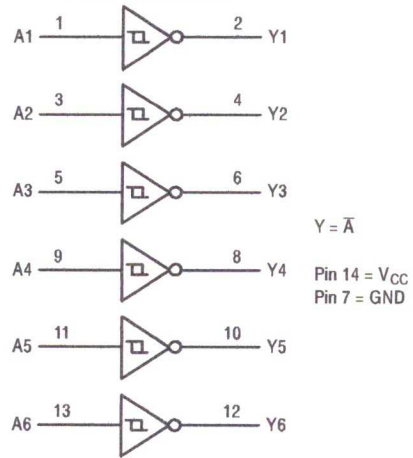 A1 1 2 Y1
A2 3 4 Y2
A3 5 6 Y3
Y = A̅
A4 9 8 Y4
Pin 14 = VCC
Pin 7 = GND
A5 11 10 Y5
A6 13 12 Y6